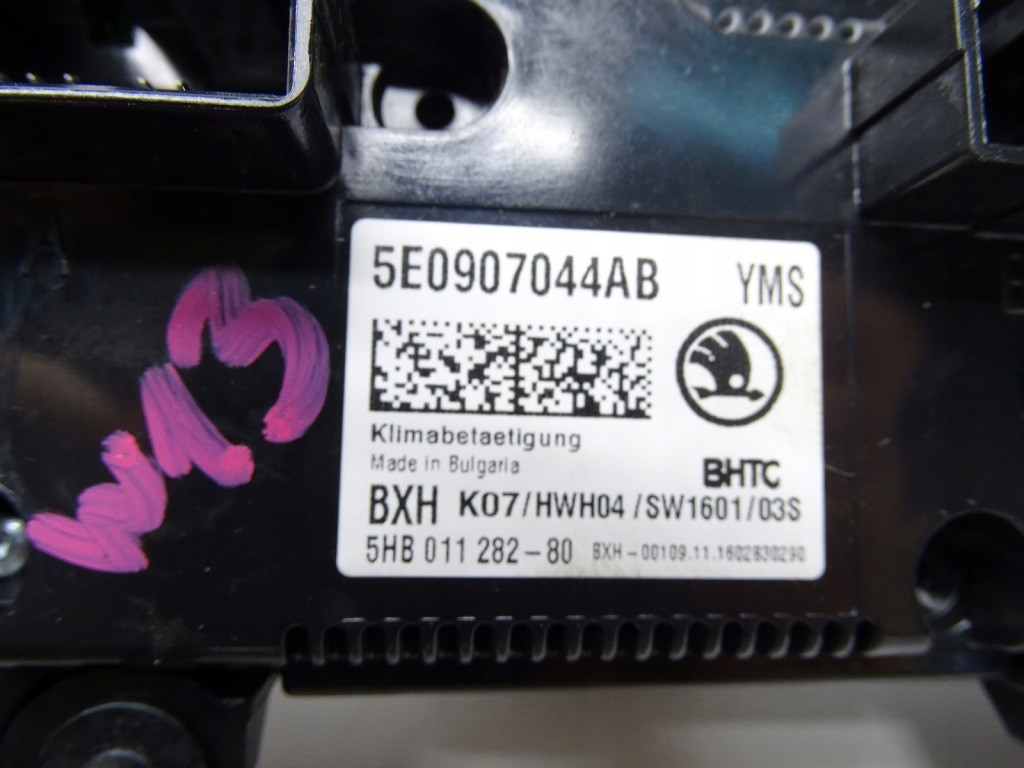 5E0907044AB YMS
Klimabetaetigung
Made in Bulgaria
BHTC
BXH K07/HWH04/SW1601/03S
5HB 011 282-80 BXH-00109.11.1602830290
W13